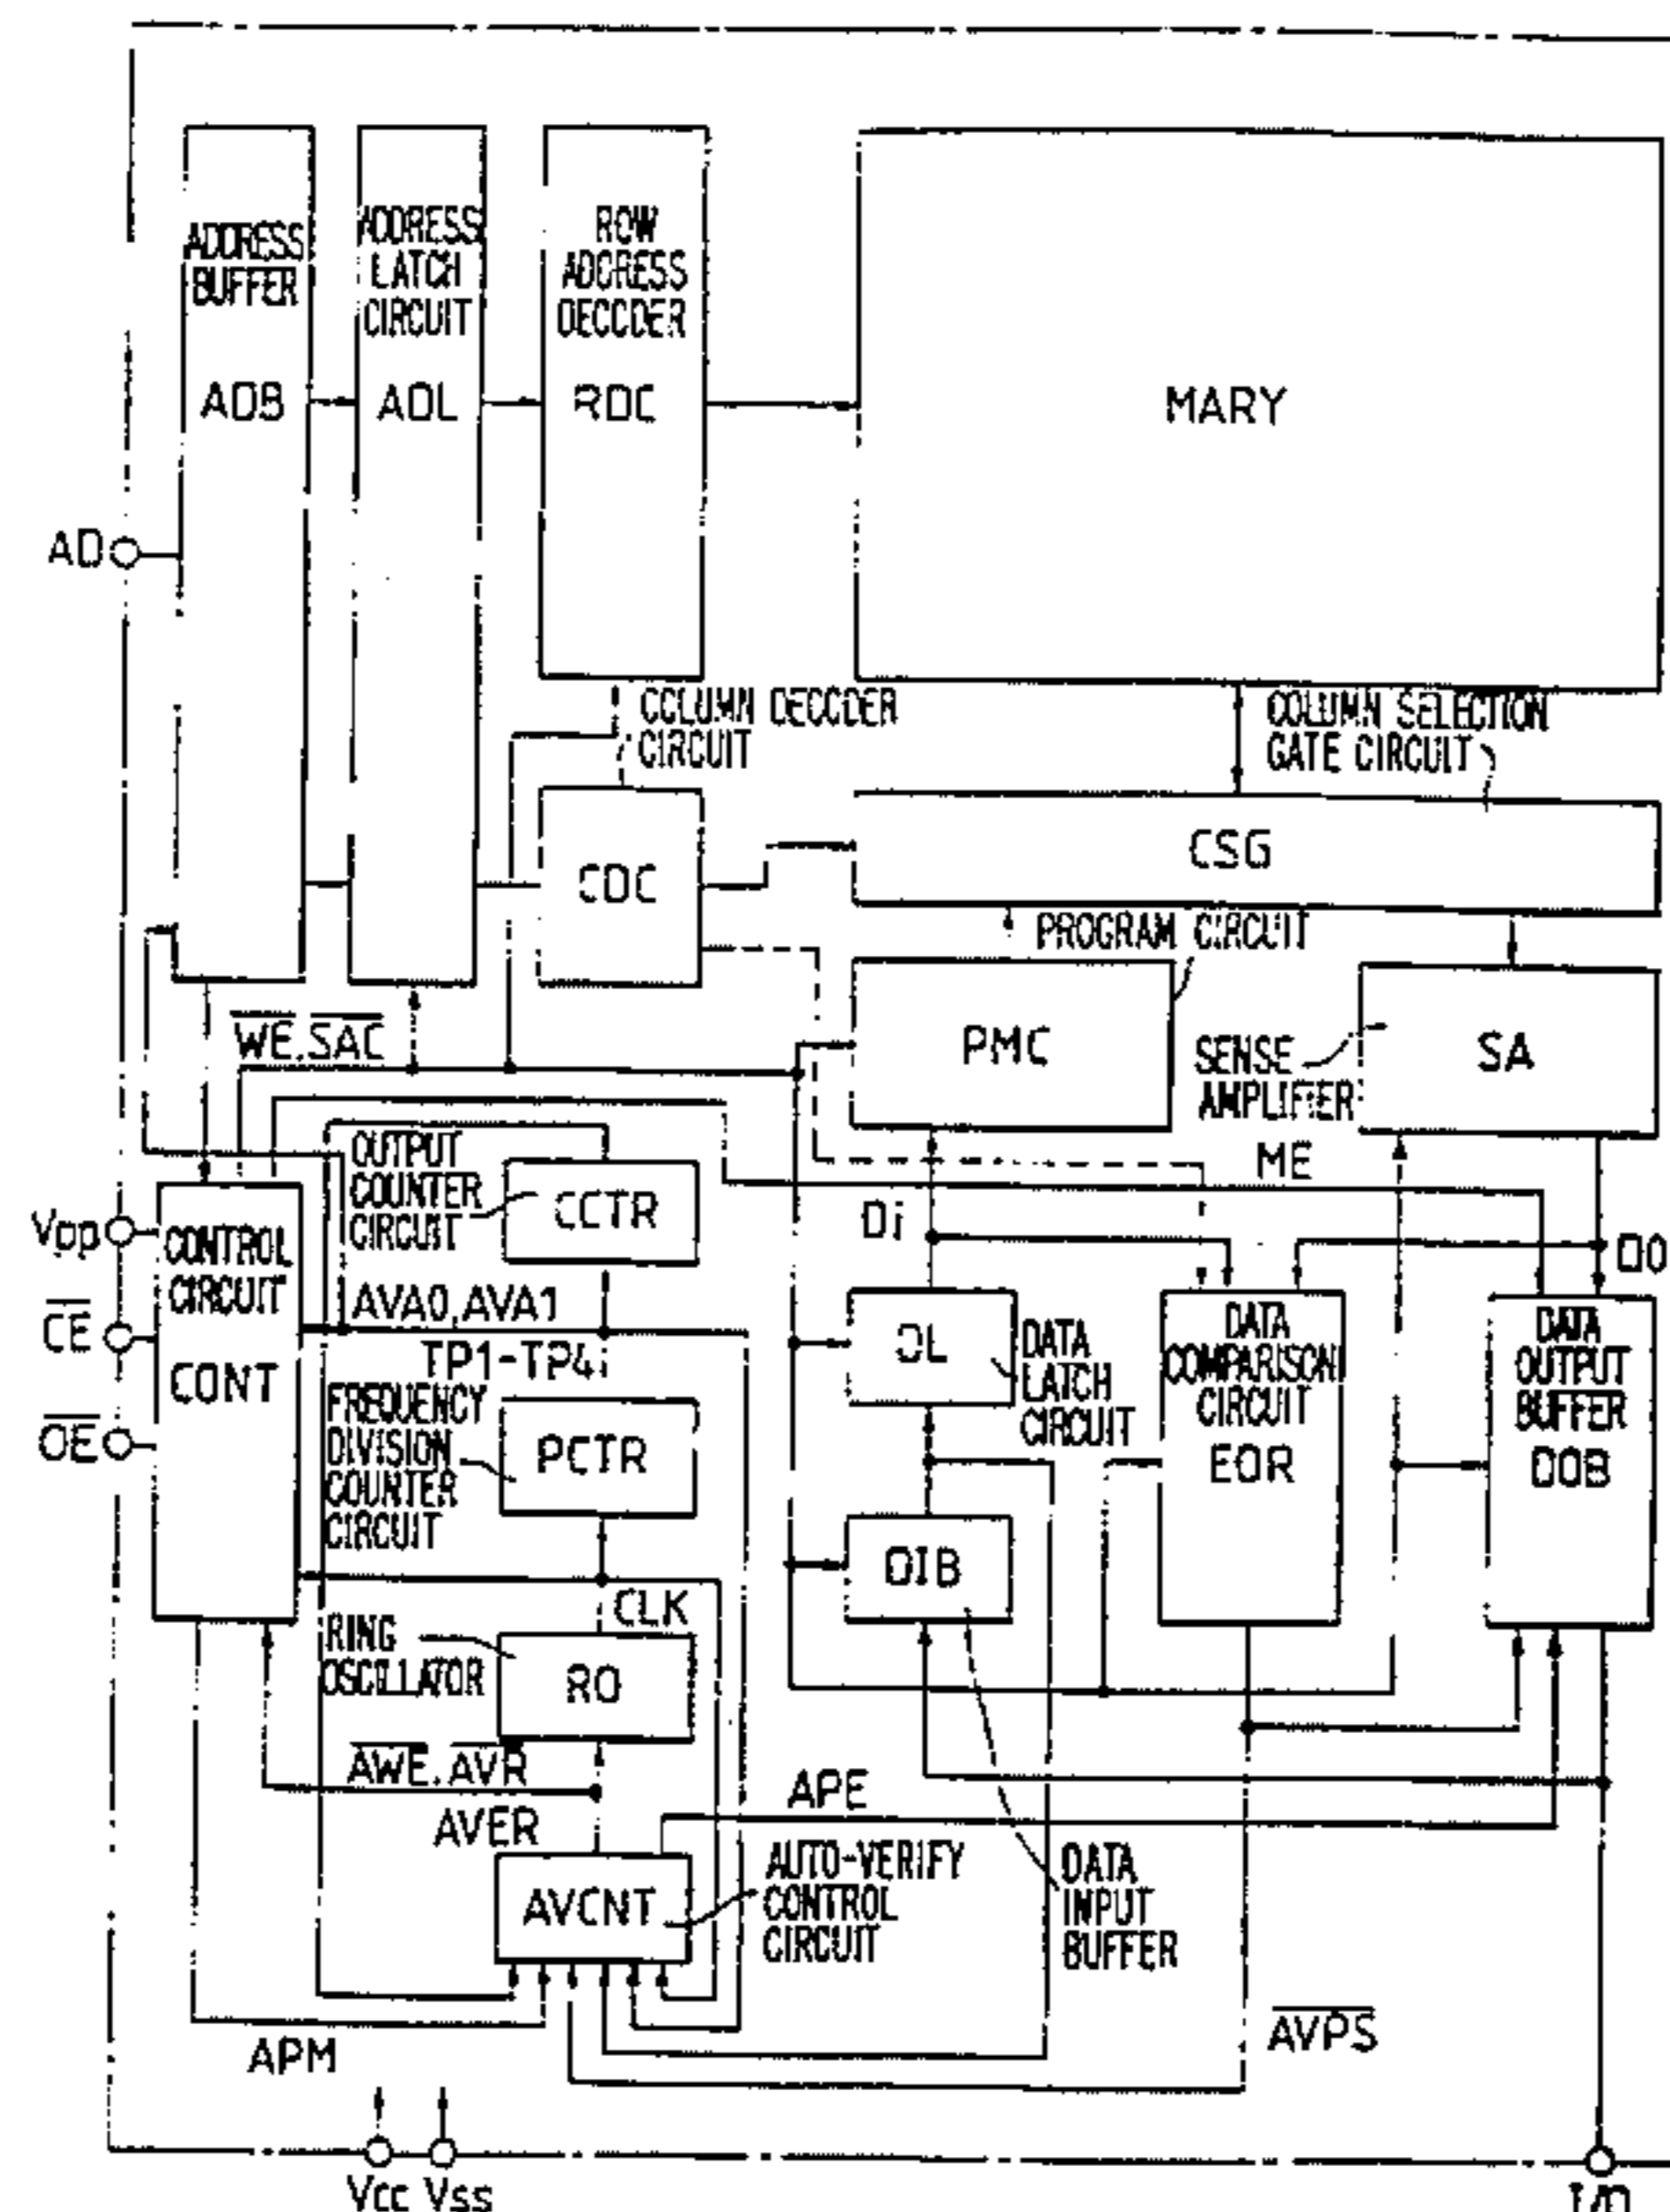 ADDRESS
BUFFER
ADB
ADDRESS
LATCH
CIRCUIT
ADL
ROW
ADDRESS
DECODER
RDC
MARY
AD
COLUMN DECODER
CIRCUIT
COLUMN SELECTION
GATE CIRCUIT
CDC
CSG
PROGRAM CIRCUIT
WE.SAC
PMC
SENSE
AMPLIFIER
SA
ME
OUTPUT
COUNTER
CIRCUIT
CCTR
Di
DO
Vpp
CONTROL
CIRCUIT
CE
CONT
OE
AVA0,AVA1
TP1-TP4
DL
DATA
LATCH
CIRCUIT
DATA
COMPARISON
CIRCUIT
EOR
DATA
OUTPUT
BUFFER
DOB
FREQUENCY
DIVISION
COUNTER
CIRCUIT
PCTR
DIB
CLK
RING
OSCILLATOR
RO
AWE.AVR
AVER
APE
AVCNT
AUTO-VERIFY
CONTROL
CIRCUIT
DATA
INPUT
BUFFER
AVPS
APM
Vcc Vss
I/O